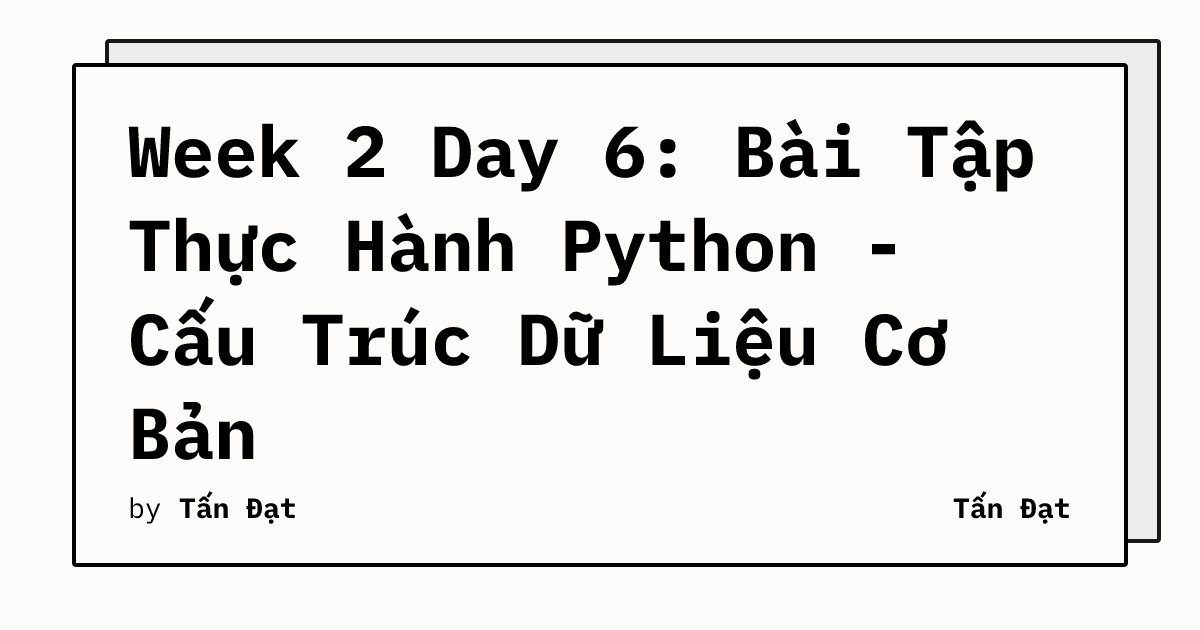 Week 2 Day 6: Bài Tập
Thực Hành Python -
Cấu Trúc Dữ Liệu Cơ
Bản
by Tấn Đạt
Tấn Đạt